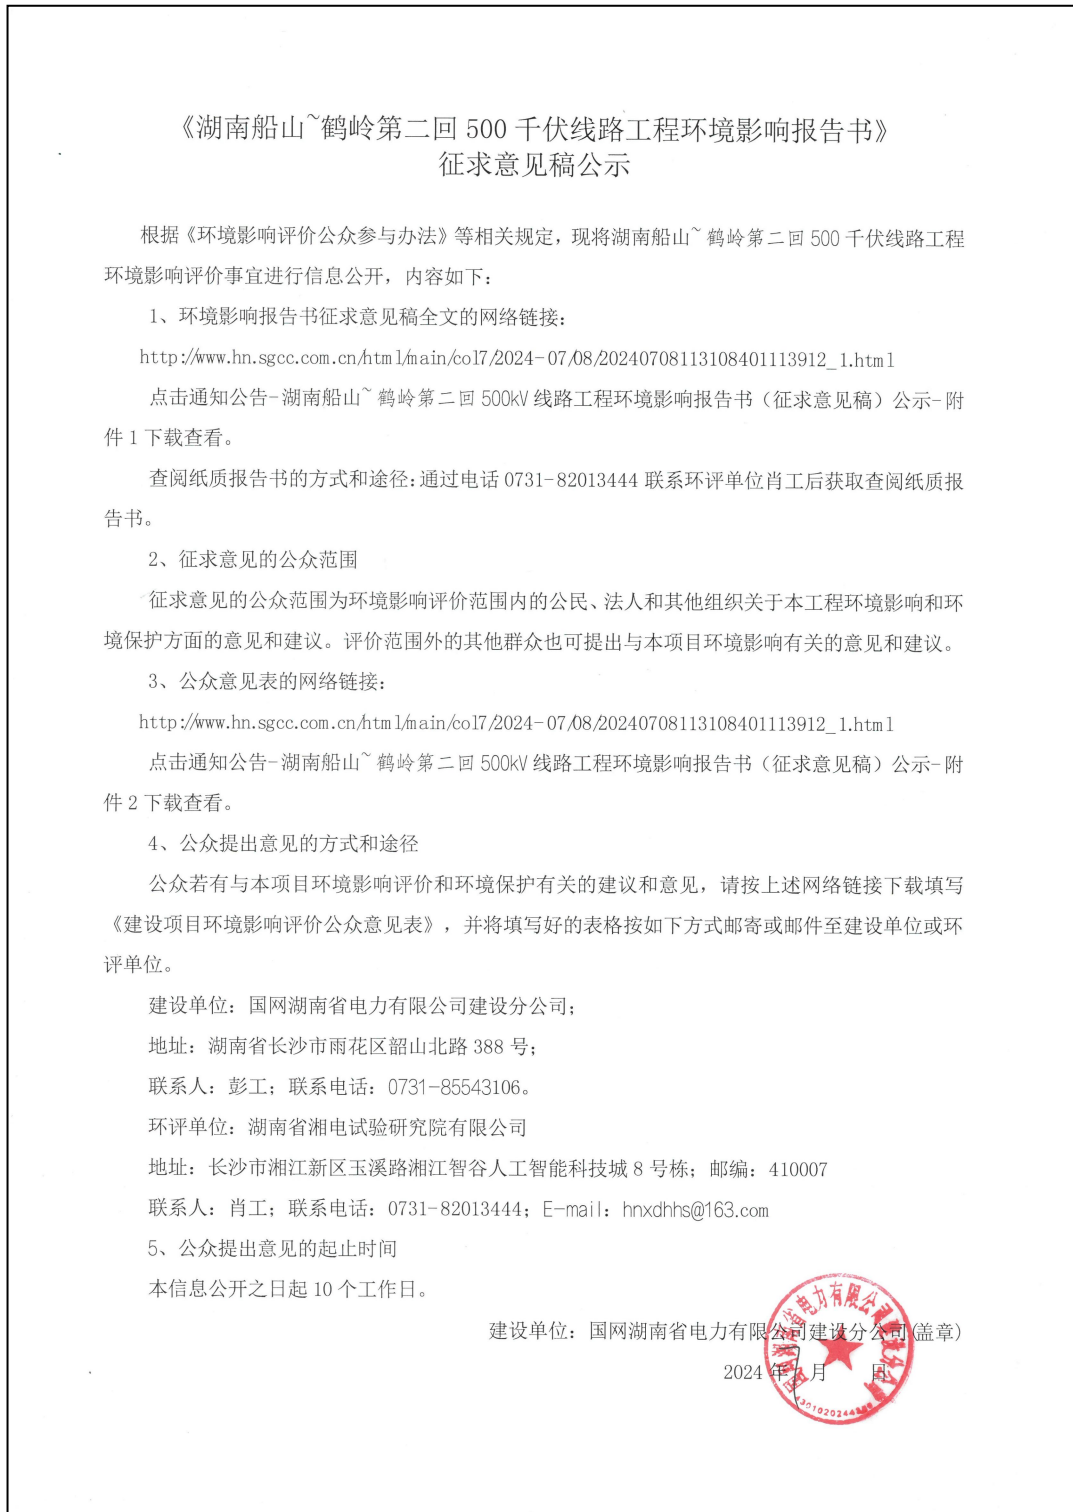 《湖南船山~鹤岭第二回 500 千伏线路工程环境影响报告书》
征求意见稿公示
根据《环境影响评价公众参与办法》等相关规定，现将湖南船山~鹤岭第二回 500 千伏线路工程
环境影响评价事宜进行信息公开，内容如下：
1、环境影响报告书征求意见稿全文的网络链接：
http://www.hn.sgcc.com.cn/html/main/col7/2024-07/08/20240708113108401113912_1.html
点击通知公告-湖南船山~鹤岭第二回 500kV 线路工程环境影响报告书（征求意见稿）公示-附
件 1 下载查看。
查阅纸质报告书的方式和途径：通过电话 0731-82013444 联系环评单位肖工后获取查阅纸质报
告书。
2、征求意见的公众范围
征求意见的公众范围为环境影响评价范围内的公民、法人和其他组织关于本工程环境影响和环
境保护方面的意见和建议。评价范围外的其他群众也可提出与本项目环境影响有关的意见和建议。
3、公众意见表的网络链接：
http://www.hn.sgcc.com.cn/html/main/col7/2024-07/08/20240708113108401113912_1.html
点击通知公告-湖南船山~鹤岭第二回 500kV 线路工程环境影响报告书（征求意见稿）公示-附
件 2 下载查看。
4、公众提出意见的方式和途径
公众若有与本项目环境影响评价和环境保护有关的建议和意见，请按上述网络链接下载填写
《建设项目环境影响评价公众意见表》，并将填写好的表格按如下方式邮寄或邮件至建设单位或环
评单位。
建设单位：国网湖南省电力有限公司建设分公司；
地址：湖南省长沙市雨花区韶山北路 388 号；
联系人：彭工；联系电话：0731-85543106。
环评单位：湖南省湘电试验研究院有限公司
地址：长沙市湘江新区玉溪路湘江智谷人工智能科技城 8 号栋；邮编：410007
联系人：肖工；联系电话：0731-82013444；E-mail：hnxdhhs@163.com
5、公众提出意见的起止时间
本信息公开之日起 10 个工作日。
建设单位：国网湖南省电力有限公司建设分公司(盖章)
2024 年7月 日
国网湖南省电力有限公司建设分公司